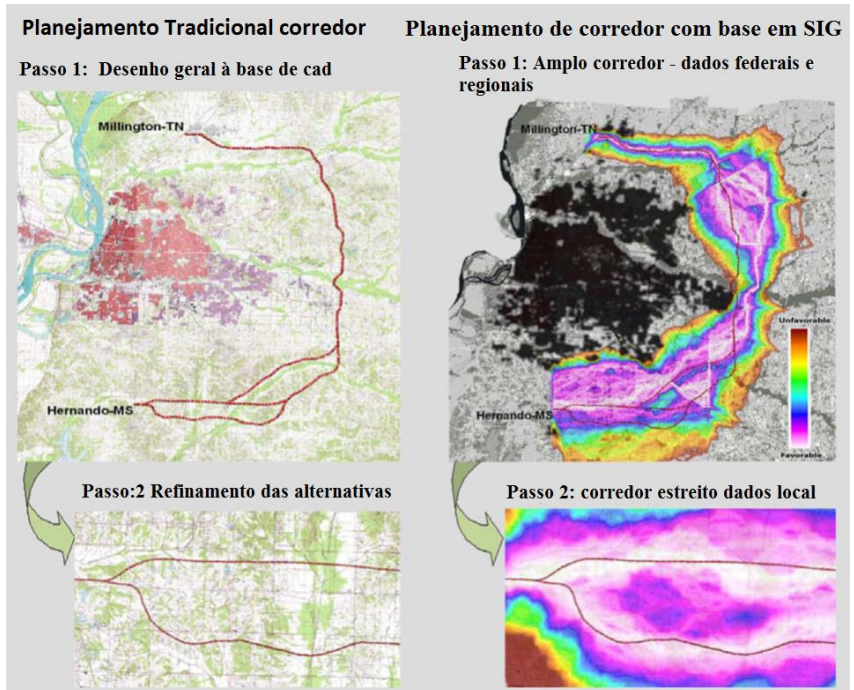 Planejamento Tradicional corredor
Passo 1: Desenho geral à base de cad
Millington-TN
Hernando-MS
Passo:2 Refinamento das alternativas
Planejamento de corredor com base em SIG
Passo 1: Amplo corredor - dados federais e
regionais
Millington-TN
Unfavorable
Hernando-MS
Favorable
Passo 2: corredor estreito dados local